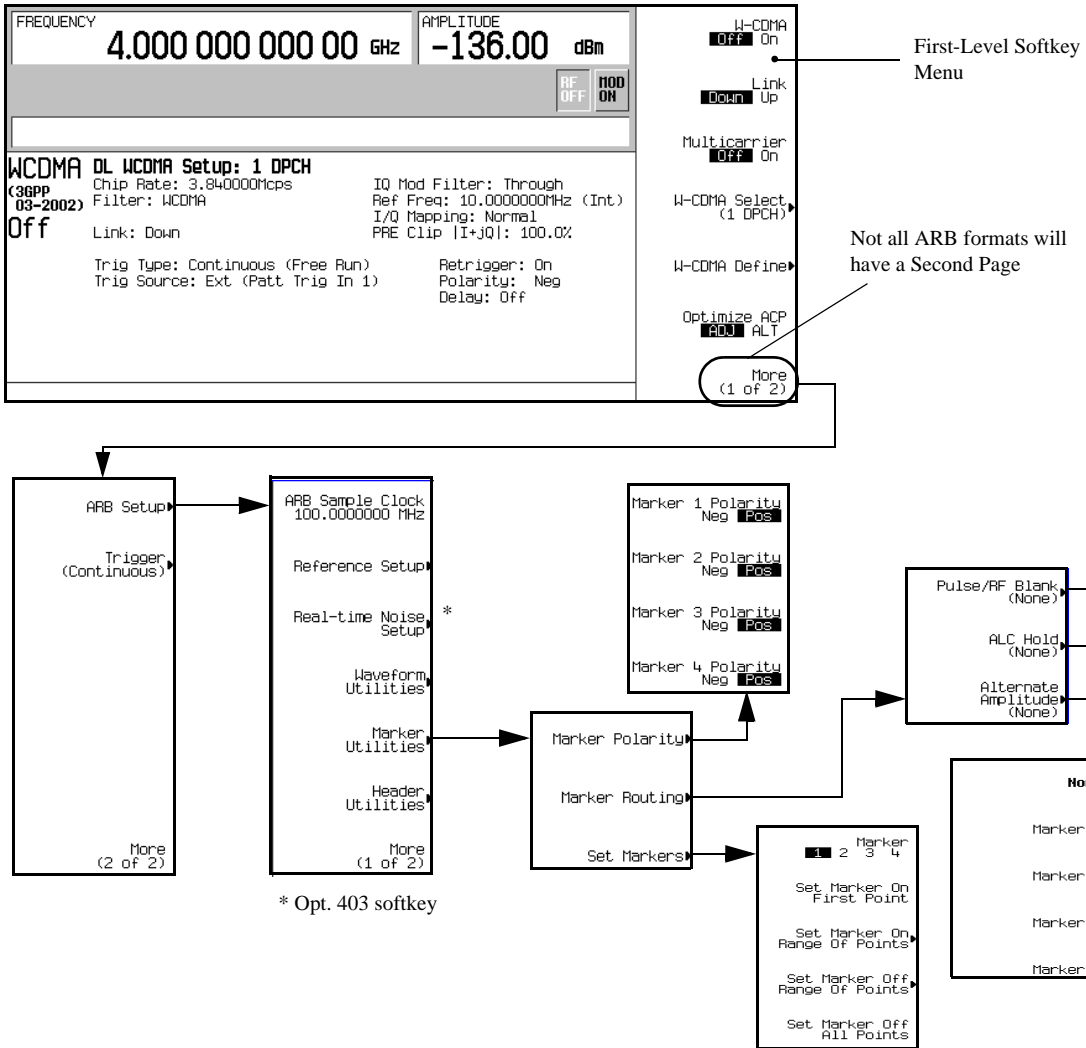 FREQUENCY
4.000 000 000 00 GHz
AMPLITUDE
-136.00 dBm
RF OFF
MOD ON
WCDMA
(3GPP
03-2002)
Off
DL WCDMA Setup: 1 DPCH
Chip Rate: 3.840000Mcps
Filter: WCDMA
Link: Down
IQ Mod Filter: Through
Ref Freq: 10.0000000MHz (Int)
I/Q Mapping: Normal
PRE Clip |I+jQ|: 100.0%
Trig Type: Continuous (Free Run)
Trig Source: Ext (Patt Trig In 1)
Retrigger: On
Polarity: Neg
Delay: Off
W-CDMA
Off On
Link
Down Up
Multicarrier
Off On
W-CDMA Select
(1 DPCH)
W-CDMA Define
Optimize ACP
ADJ ALT
More
(1 of 2)
First-Level Softkey
Menu
Not all ARB formats will
have a Second Page
ARB Setup
Trigger
(Continuous)
More
(2 of 2)
ARB Sample Clock
100.0000000 MHz
Reference Setup
Real-time Noise
Setup
*
Waveform
Utilities
Marker
Utilities
Header
Utilities
More
(1 of 2)
* Opt. 403 softkey
Marker 1 Polarity
Neg Pos
Marker 2 Polarity
Neg Pos
Marker 3 Polarity
Neg Pos
Marker 4 Polarity
Neg Pos
Marker Polarity
Marker Routing
Set Markers
Marker
1 2 3 4
Set Marker On
First Point
Set Marker On
Range Of Points
Set Marker Off
Range Of Points
Set Marker Off
All Points
Pulse/RF Blank
(None)
ALC Hold
(None)
Alternate
Amplitude
(None)
Marker
Marker
Marker
Marker